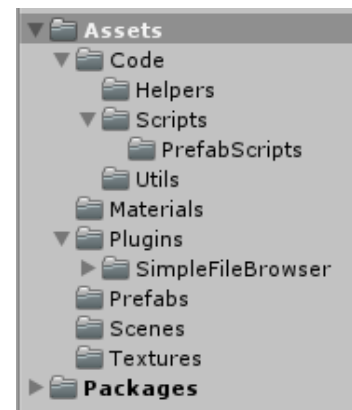 Assets
Code
Helpers
Scripts
PrefabScripts
Utils
Materials
Plugins
SimpleFileBrowser
Prefabs
Scenes
Textures
Packages